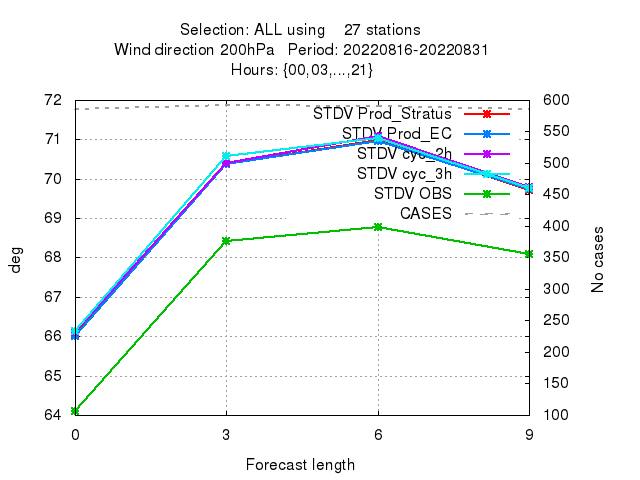 Selection: ALL using 27 stations
Wind direction 200hPa Period: 20220816-20220831
Hours: {00,03,...,21}
72
71
70
69
68
67
66
65
64
deg
STDV Prod_Stratus
STDV Prod_EC
STDV cyc_2h
STDV cyc_3h
STDV OBS
CASES
600
550
500
450
400
350
300
250
200
150
100
No cases
0 3 6 9
Forecast length